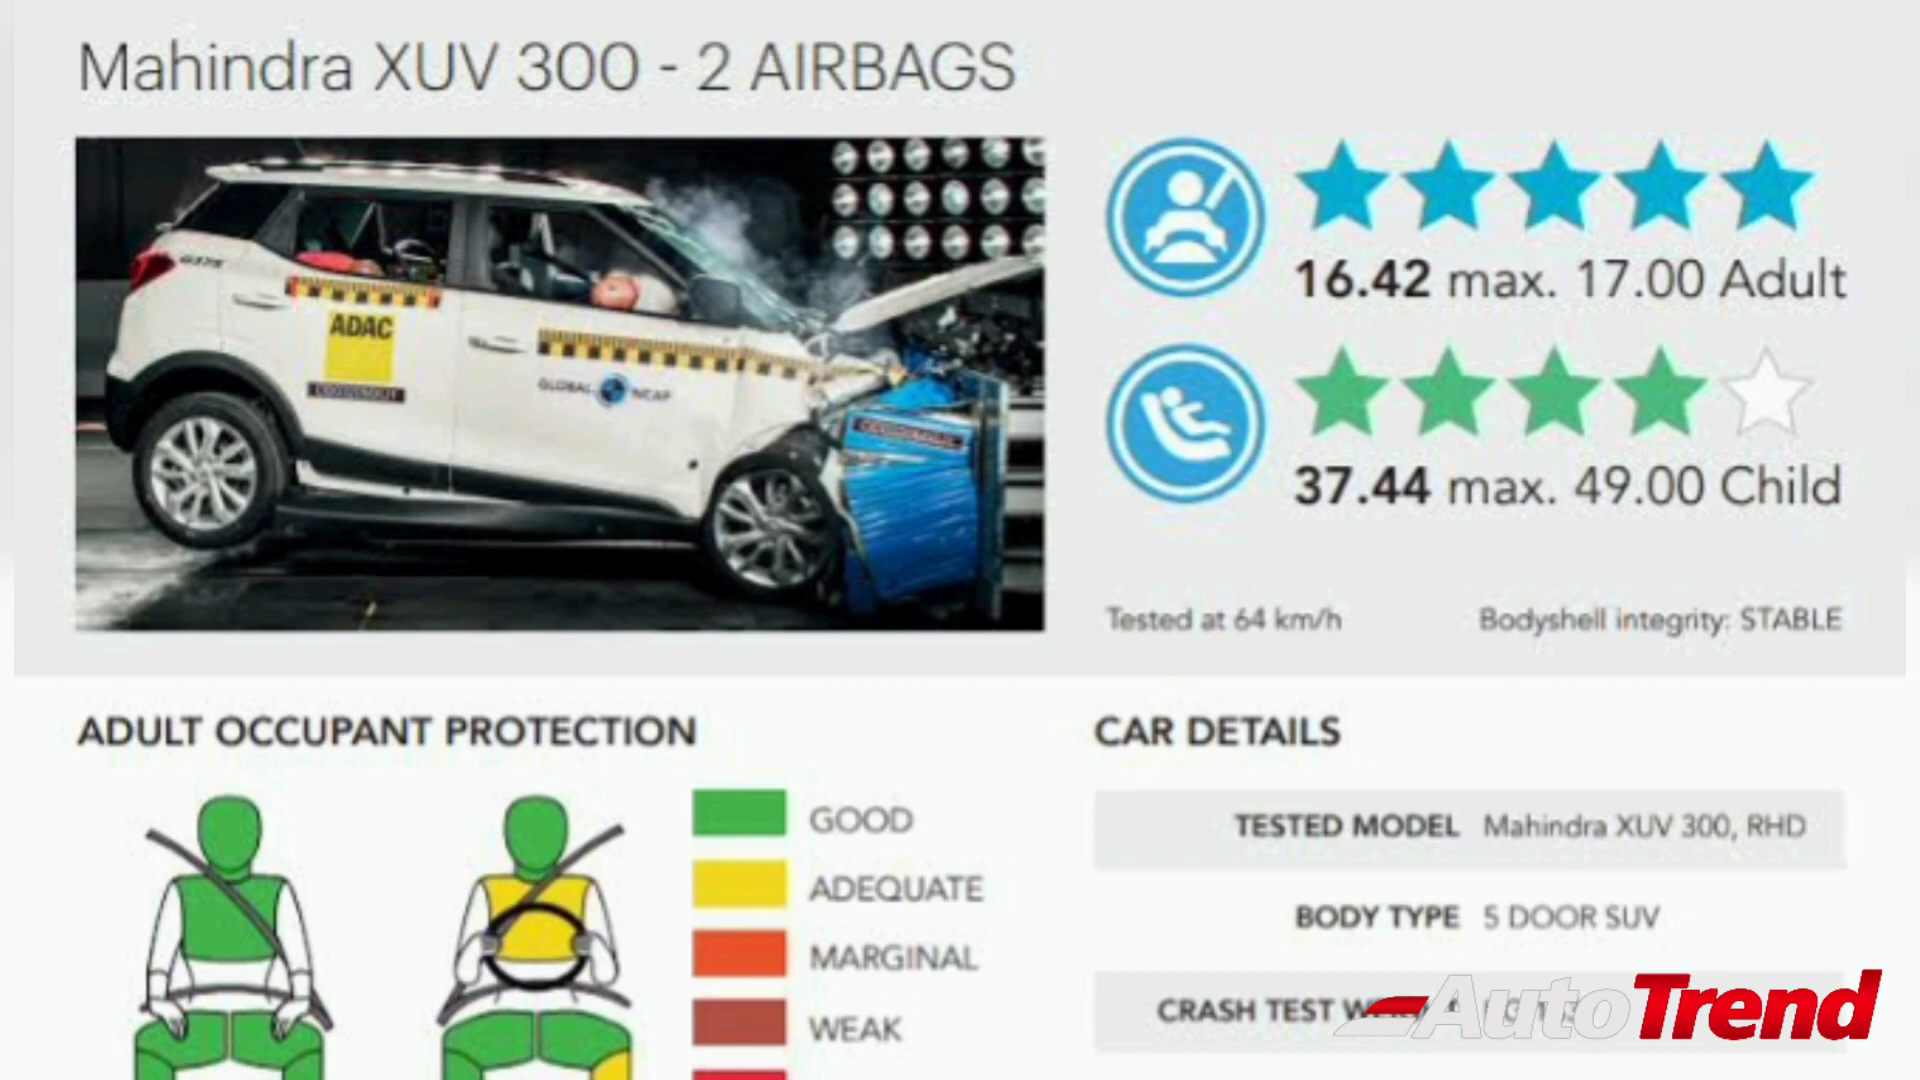 Mahindra XUV 300 - 2 AIRBAGS
ADAC
GLOBAL NCAP
16.42 max. 17.00 Adult
37.44 max. 49.00 Child
Tested at 64 km/h
Bodyshell integrity: STABLE
ADULT OCCUPANT PROTECTION
GOOD
ADEQUATE
MARGINAL
WEAK
CAR DETAILS
TESTED MODEL Mahindra XUV 300, RHD
BODY TYPE 5 DOOR SUV
CRASH TEST
AutoTrend